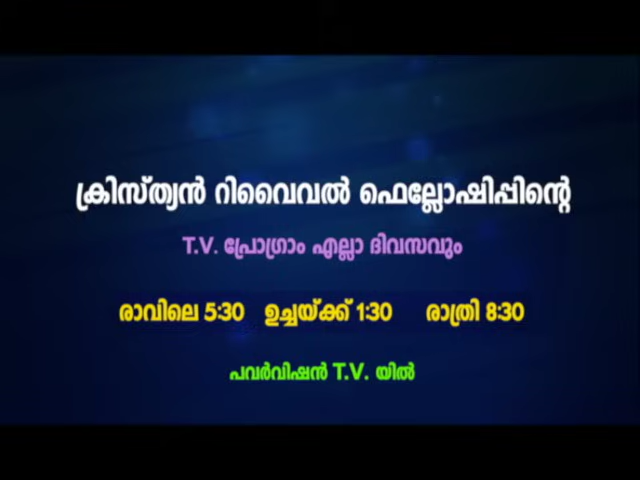 ക്രിസ്ത്യൻ റിവൈവൽ ഫെല്ലോഷിപ്പിന്റെ
T.V. പ്രോഗ്രാം എല്ലാ ദിവസവും
രാവിലെ 5:30 ഉച്ചയ്ക്ക് 1:30 രാത്രി 8:30
പവർവിഷൻ T.V. യിൽ